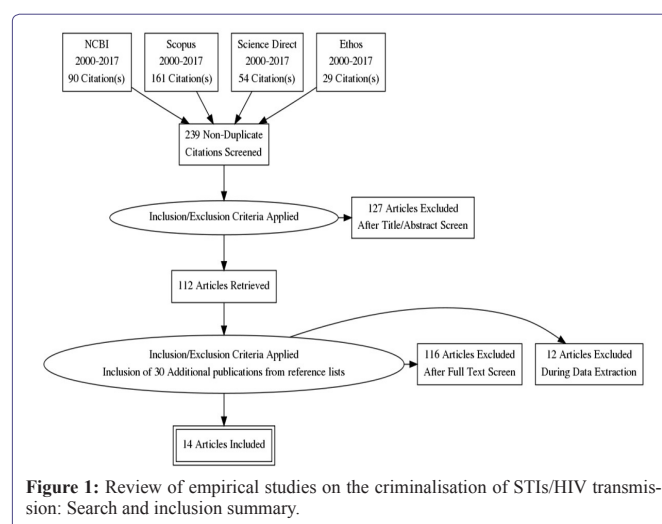 NCBI
2000-2017
90 Citation(s)
Scopus
2000-2017
161 Citation(s)
Science Direct
2000-2017
54 Citation(s)
Ethos
2000-2017
29 Citation(s)
239 Non-Duplicate
Citations Screened
Inclusion/Exclusion Criteria Applied
127 Articles Excluded
After Title/Abstract Screen
112 Articles Retrieved
Inclusion/Exclusion Criteria Applied
Inclusion of 30 Additional publications from reference lists
116 Articles Excluded
After Full Text Screen
12 Articles Excluded
During Data Extraction
14 Articles Included
Figure 1: Review of empirical studies on the criminalisation of STIs/HIV transmis-
sion: Search and inclusion summary.